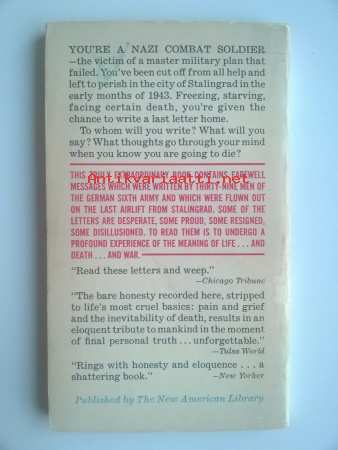 YOU'RE A NAZI COMBAT SOLDIER
—the victim of a master military plan that
failed. You've been cut off from all help and
left to perish in the city of Stalingrad in the
early months of 1943. Freezing, starving,
facing certain death, you're given the
chance to write a last letter home.
To whom will you write? What will you
say? What thoughts go through your mind
when you know you are going to die?
THIS TRULY EXTRAORDINARY BOOK CONTAINS FAREWELL
MESSAGES WHICH WERE WRITTEN BY THIRTY-NINE MEN OF
THE GERMAN SIXTH ARMY AND WHICH WERE FLOWN OUT
ON THE LAST AIRLIFT FROM STALINGRAD. SOME OF THE
LETTERS ARE DESPERATE, SOME PROUD, SOME RESIGNED,
SOME DISILLUSIONED. TO READ THEM IS TO UNDERGO A
PROFOUND EXPERIENCE OF THE MEANING OF LIFE . . . AND
DEATH . . . AND WAR.
Antikvariaatti.net
"Read these letters and weep."
—Chicago Tribune
"The bare honesty recorded here, stripped
to life's most cruel basics: pain and grief
and the inevitability of death, results in an
eloquent tribute to mankind in the moment
of final personal truth . . . unforgettable."
—Tulsa World
"Rings with honesty and eloquence . . . a
shattering book."
—New Yorker
Published by The New American Library